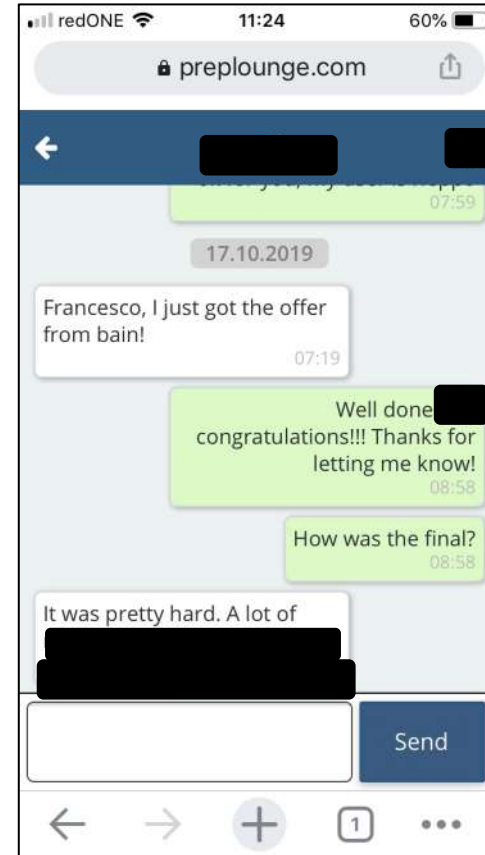 redONE
11:24
60%
preplounge.com
07:59
17.10.2019
Francesco, I just got the offer
from bain!
07:19
Well done
congratulations!!! Thanks for
letting me know!
08:58
How was the final?
08:58
It was pretty hard. A lot of
Send
1